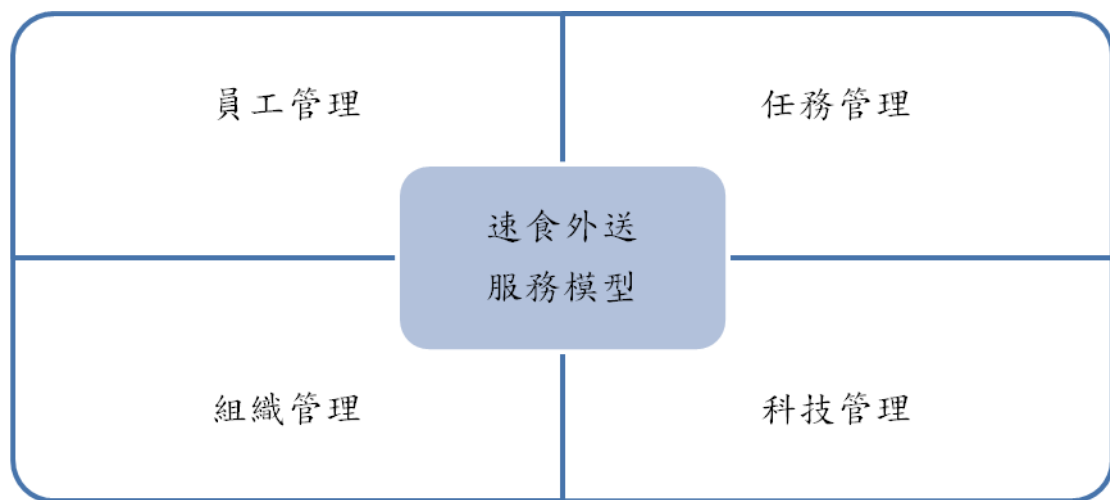 員工管理
任務管理
速食外送
服務模型
組織管理
科技管理